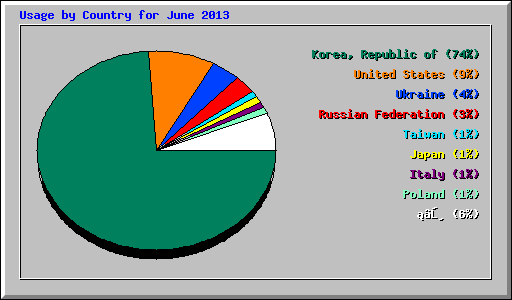 Usage by Country for June 2013
Korea, Republic of (74%)
United States (9%)
Ukraine (4%)
Russian Federation (3%)
Taiwan (1%)
Japan (1%)
Italy (1%)
Poland (1%)
(6%)